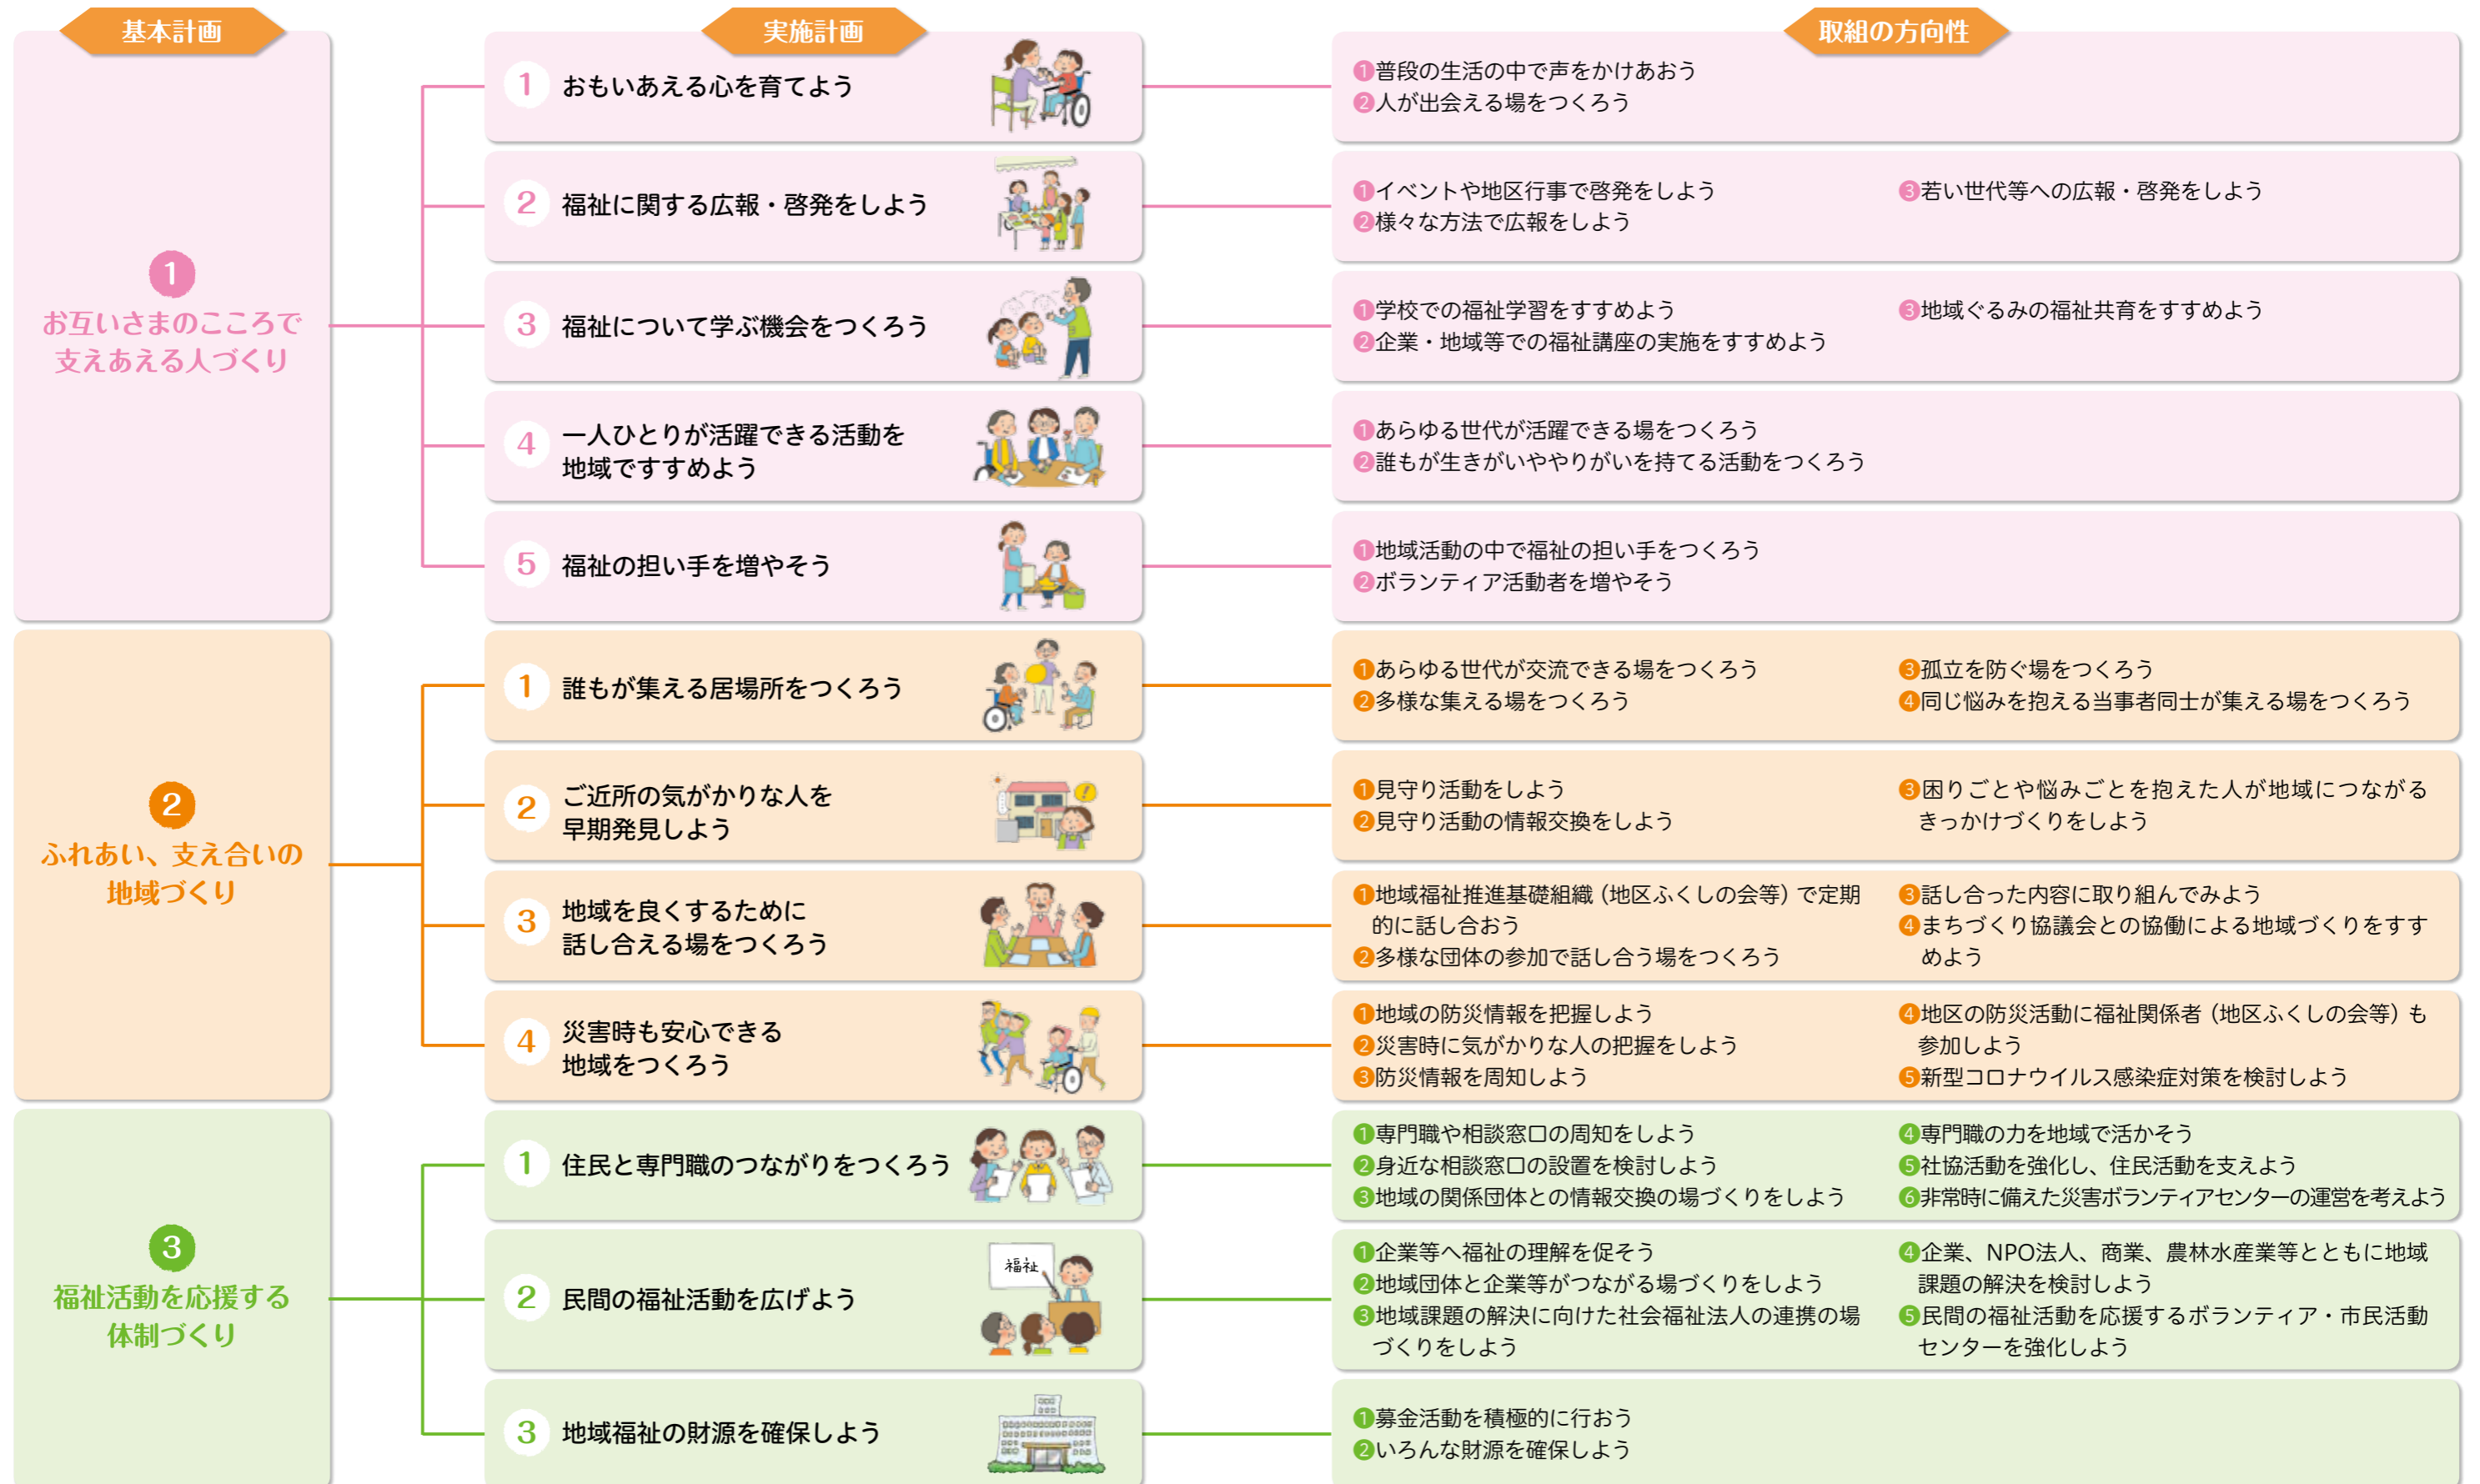 基本計画
実施計画
取組の方向性
1
お互いさまのこころで
支えあえる人づくり
1 おもいあえる心を育てよう
❶普段の生活の中で声をかけあおう
❷人が出会える場をつくろう
2 福祉に関する広報・啓発をしよう
❶イベントや地区行事で啓発をしよう
❷様々な方法で広報をしよう
❸若い世代等への広報・啓発をしよう
3 福祉について学ぶ機会をつくろう
❶学校での福祉学習をすすめよう
❷企業・地域等での福祉講座の実施をすすめよう
❸地域ぐるみの福祉共育をすすめよう
4 一人ひとりが活躍できる活動を
地域ですすめよう
❶あらゆる世代が活躍できる場をつくろう
❷誰もが生きがいややりがいを持てる活動をつくろう
5 福祉の担い手を増やそう
❶地域活動の中で福祉の担い手をつくろう
❷ボランティア活動者を増やそう
2
ふれあい、支え合いの
地域づくり
1 誰もが集える居場所をつくろう
❶あらゆる世代が交流できる場をつくろう
❷多様な集える場をつくろう
❸孤立を防ぐ場をつくろう
❹同じ悩みを抱える当事者同士が集える場をつくろう
2 ご近所の気がかりな人を
早期発見しよう
❶見守り活動をしよう
❷見守り活動の情報交換をしよう
❸困りごとや悩みごとを抱えた人が地域につながる
きっかけづくりをしよう
3 地域を良くするために
話し合える場をつくろう
❶地域福祉推進基礎組織（地区ふくしの会等）で定期
的に話し合おう
❷多様な団体の参加で話し合う場をつくろう
❸話し合った内容に取り組んでみよう
❹まちづくり協議会との協働による地域づくりをすす
めよう
4 災害時も安心できる
地域をつくろう
❶地域の防災情報を把握しよう
❷災害時に気がかりな人の把握をしよう
❸防災情報を周知しよう
❹地区の防災活動に福祉関係者（地区ふくしの会等）も
参加しよう
❺新型コロナウイルス感染症対策を検討しよう
3
福祉活動を応援する
体制づくり
1 住民と専門職のつながりをつくろう
❶専門職や相談窓口の周知をしよう
❷身近な相談窓口の設置を検討しよう
❸地域の関係団体との情報交換の場づくりをしよう
❹専門職の力を地域で活かそう
❺社協活動を強化し、住民活動を支えよう
❻非常時に備えた災害ボランティアセンターの運営を考えよう
2 民間の福祉活動を広げよう
福祉
❶企業等へ福祉の理解を促そう
❷地域団体と企業等がつながる場づくりをしよう
❸地域課題の解決に向けた社会福祉法人の連携の場
づくりをしよう
❹企業、NPO法人、商業、農林水産業等とともに地域
課題の解決を検討しよう
❺民間の福祉活動を応援するボランティア・市民活動
センターを強化しよう
3 地域福祉の財源を確保しよう
❶募金活動を積極的に行おう
❷いろんな財源を確保しよう